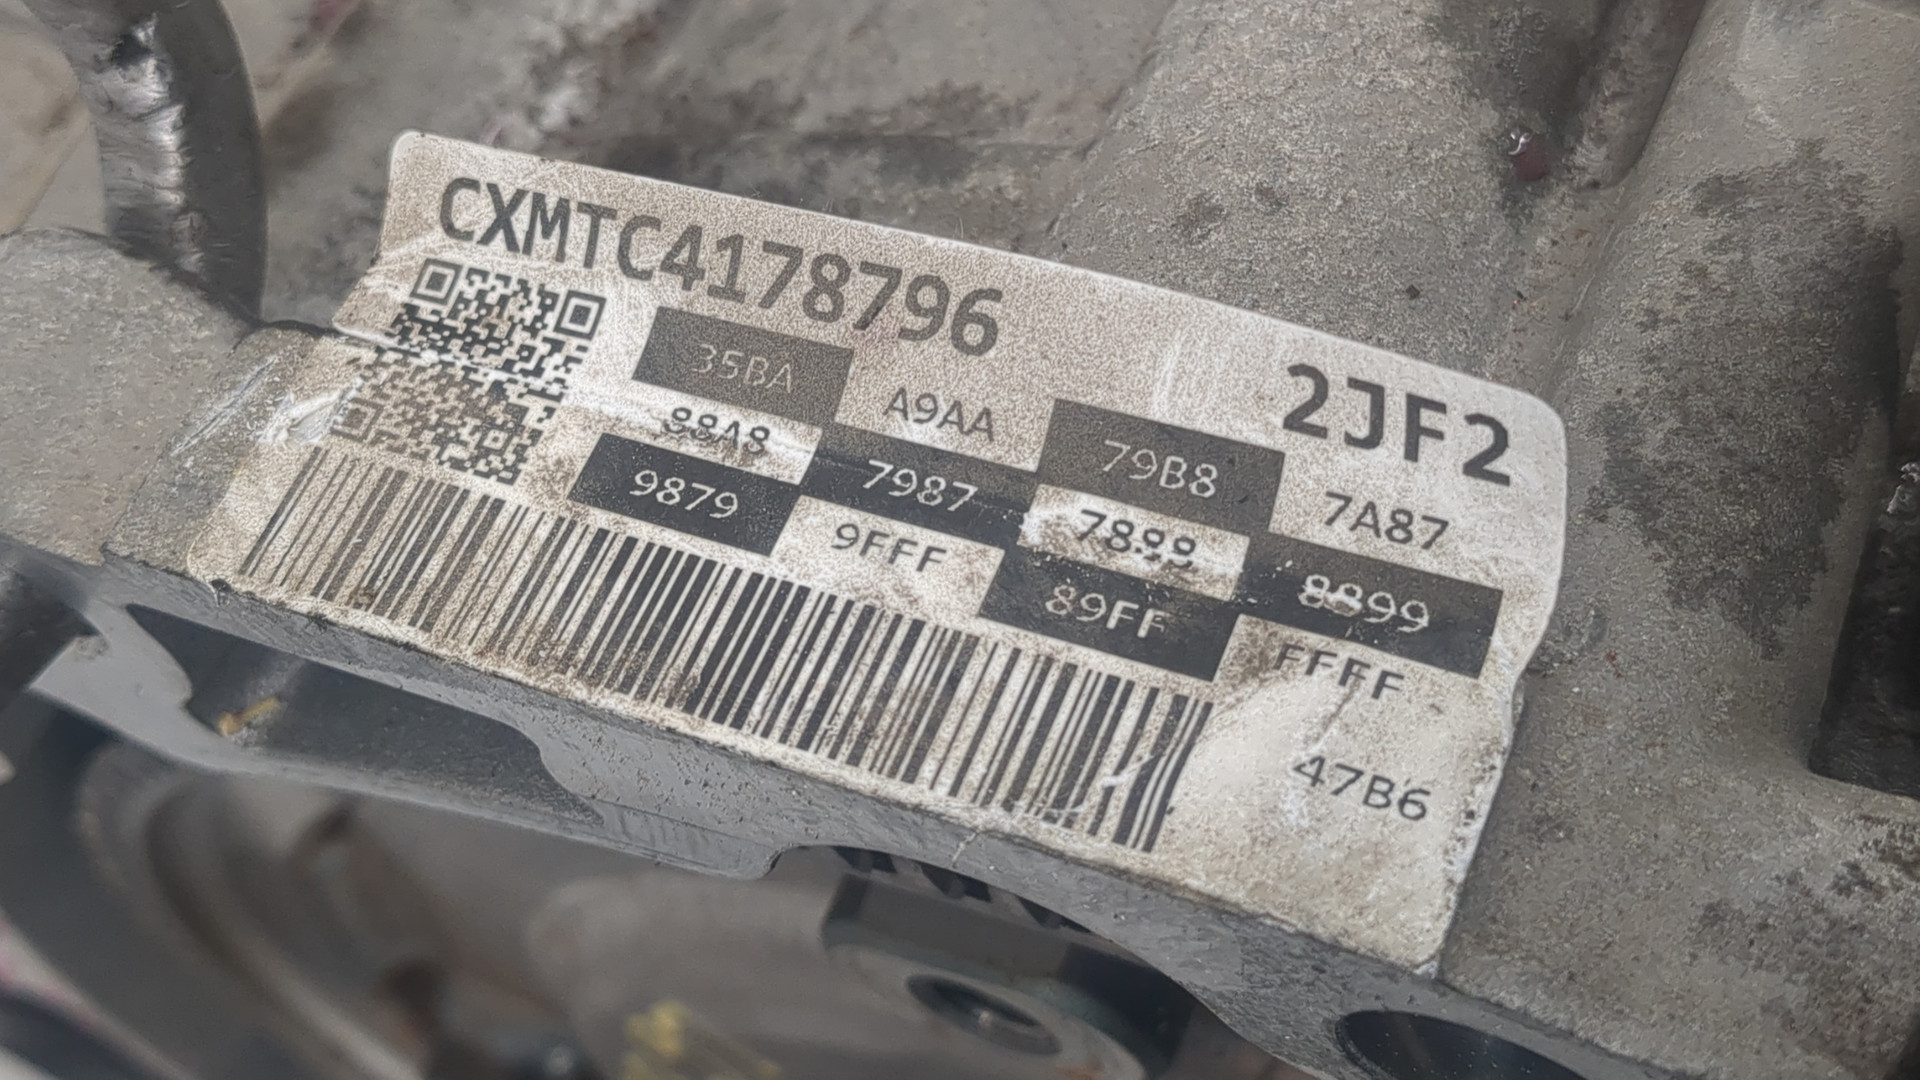 CXMTC4178796
2JF2
35BA A9AA 79B8 7A87
88A8 7987 7899 8899
9879 9FFF 89FF FFFF
47B6